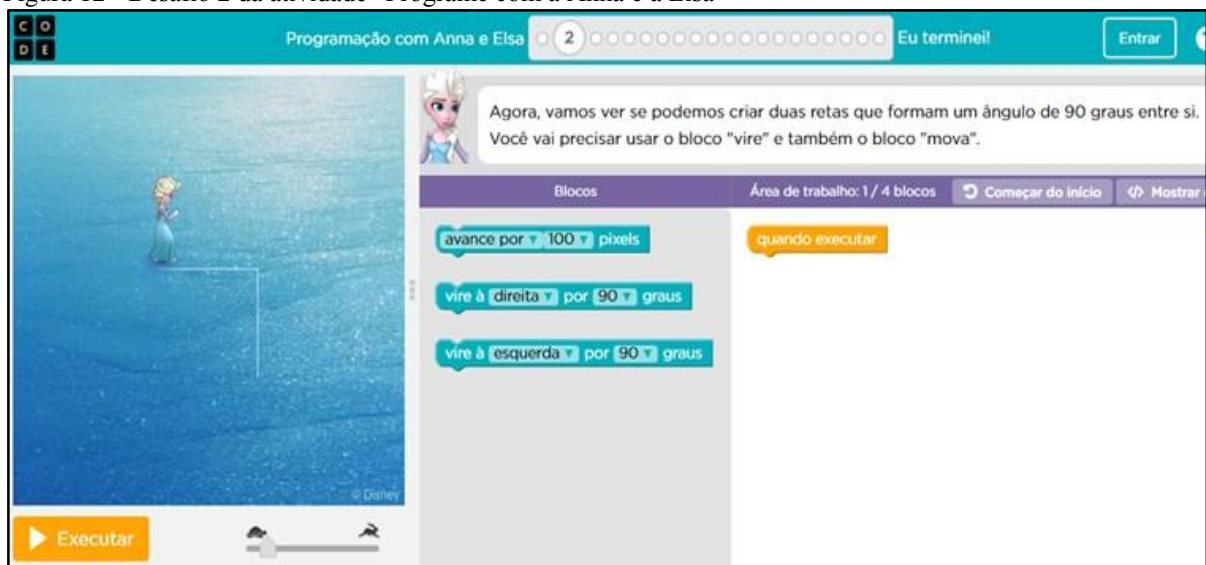 Figura 12 - Desafio 2 da atividade "Programe com a Anna e a Elsa"
C O
D E
Programação com Anna e Elsa
2
Eu terminei!
Entrar
Agora, vamos ver se podemos criar duas retas que formam um ângulo de 90 graus entre si.
Você vai precisar usar o bloco "vire" e também o bloco "mova".
Blocos
Área de trabalho: 1 / 4 blocos
Começar do início
Mostrar
avance por 100 pixels
quando executar
vire à direita por 90 graus
vire à esquerda por 90 graus
© Disney
Executar